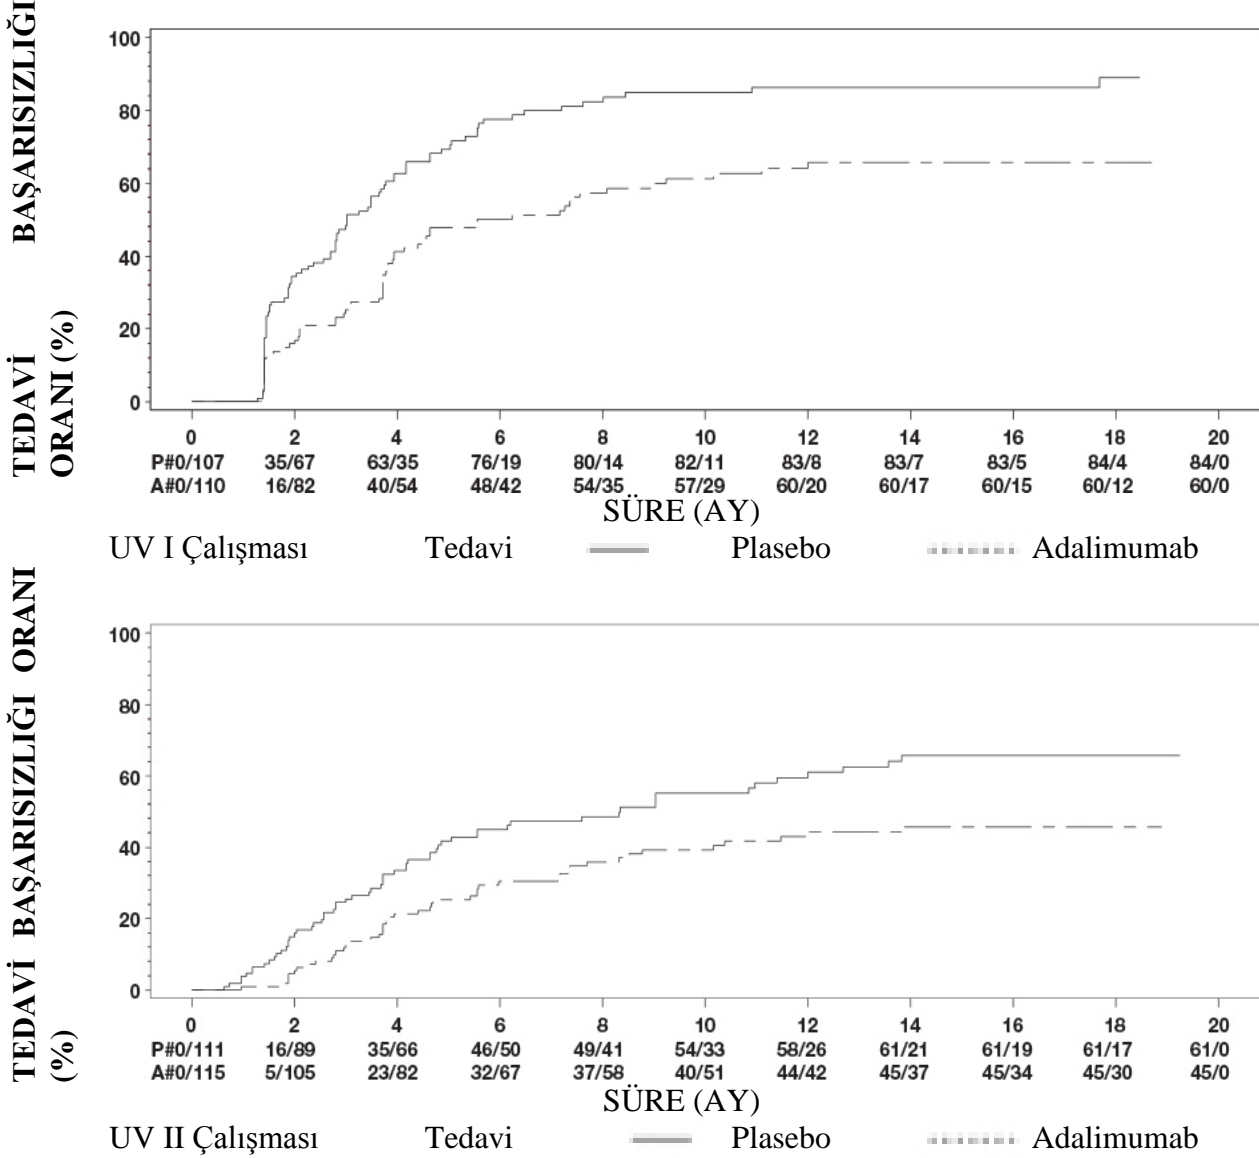 TEDAVİ BAŞARISIZLIĞI
ORANI (%)
100
80
60
40
20
0
0 2 4 6 8 10 12 14 16 18 20
P#0/107 35/67 63/35 76/19 80/14 82/11 83/8 83/7 83/5 84/4 84/0
A#0/110 16/82 40/54 48/42 54/35 57/29 60/20 60/17 60/15 60/12 60/0
SÜRE (AY)
UV I Çalışması Tedavi Plasebo Adalimumab
TEDAVİ BAŞARISIZLIĞI ORANI
(%)
100
80
60
40
20
0
0 2 4 6 8 10 12 14 16 18 20
P#0/111 16/89 35/66 46/50 49/41 54/33 58/26 61/21 61/19 61/17 61/0
A#0/115 5/105 23/82 32/67 37/58 40/51 44/42 45/37 45/34 45/30 45/0
SÜRE (AY)
UV II Çalışması Tedavi Plasebo Adalimumab